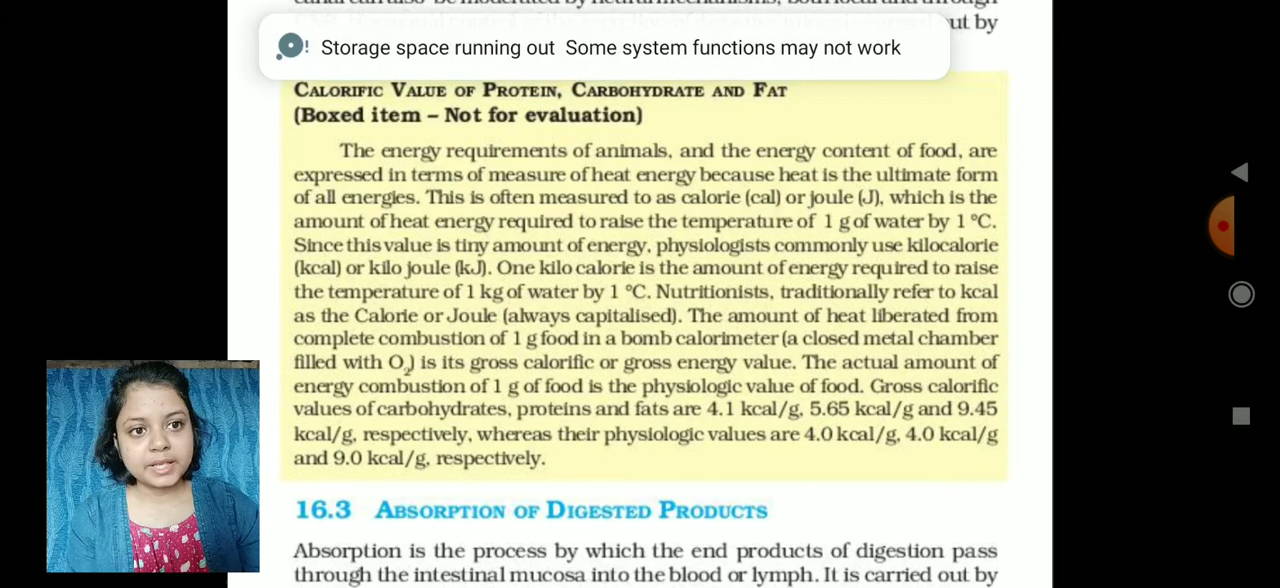 out by
Storage space running out Some system functions may not work
CALORIFIC VALUE OF PROTEIN, CARBOHYDRATE AND FAT
(Boxed item – Not for evaluation)
The energy requirements of animals, and the energy content of food, are
expressed in terms of measure of heat energy because heat is the ultimate form
of all energies. This is often measured to as calorie (cal) or joule (J), which is the
amount of heat energy required to raise the temperature of 1 g of water by 1 °C.
Since this value is tiny amount of energy, physiologists commonly use kilocalorie
(kcal) or kilo joule (kJ). One kilo calorie is the amount of energy required to raise
the temperature of 1 kg of water by 1 °C. Nutritionists, traditionally refer to kcal
as the Calorie or Joule (always capitalised). The amount of heat liberated from
complete combustion of 1 g food in a bomb calorimeter (a closed metal chamber
filled with O₂) is its gross calorific or gross energy value. The actual amount of
energy combustion of 1 g of food is the physiologic value of food. Gross calorific
values of carbohydrates, proteins and fats are 4.1 kcal/g, 5.65 kcal/g and 9.45
kcal/g, respectively, whereas their physiologic values are 4.0 kcal/g, 4.0 kcal/g
and 9.0 kcal/g, respectively.
16.3 ABSORPTION OF DIGESTED PRODUCTS
Absorption is the process by which the end products of digestion pass
through the intestinal mucosa into the blood or lymph. It is carried out by